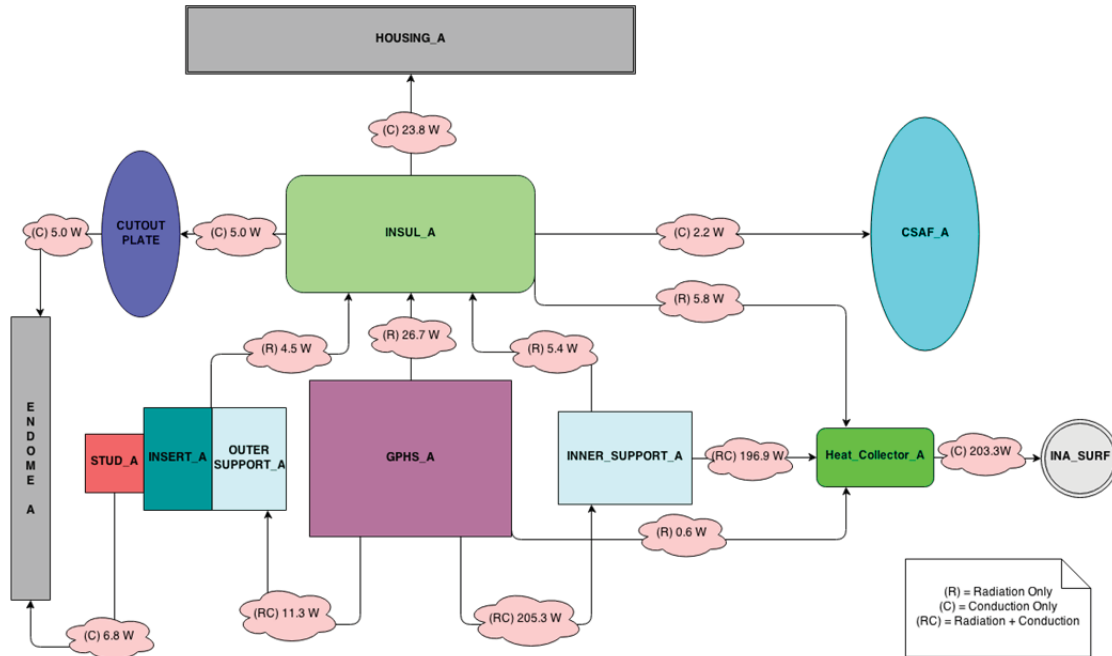 HOUSING_A
(C) 23.8 W
CUTOUT
PLATE
(C) 5.0 W
(C) 5.0 W
INSUL_A
(C) 2.2 W
CSAF_A
(R) 5.8 W
(R) 4.5 W
(R) 26.7 W
(R) 5.4 W
E
N
D
O
M
E
A
STUD_A
INSERT_A
OUTER
SUPPORT_A
GPHS_A
INNER_SUPPORT_A
(RC) 196.9 W
Heat_Collector_A
(C) 203.3W
INA_SURF
(R) 0.6 W
(RC) 11.3 W
(RC) 205.3 W
(C) 6.8 W
(R) = Radiation Only
(C) = Conduction Only
(RC) = Radiation + Conduction